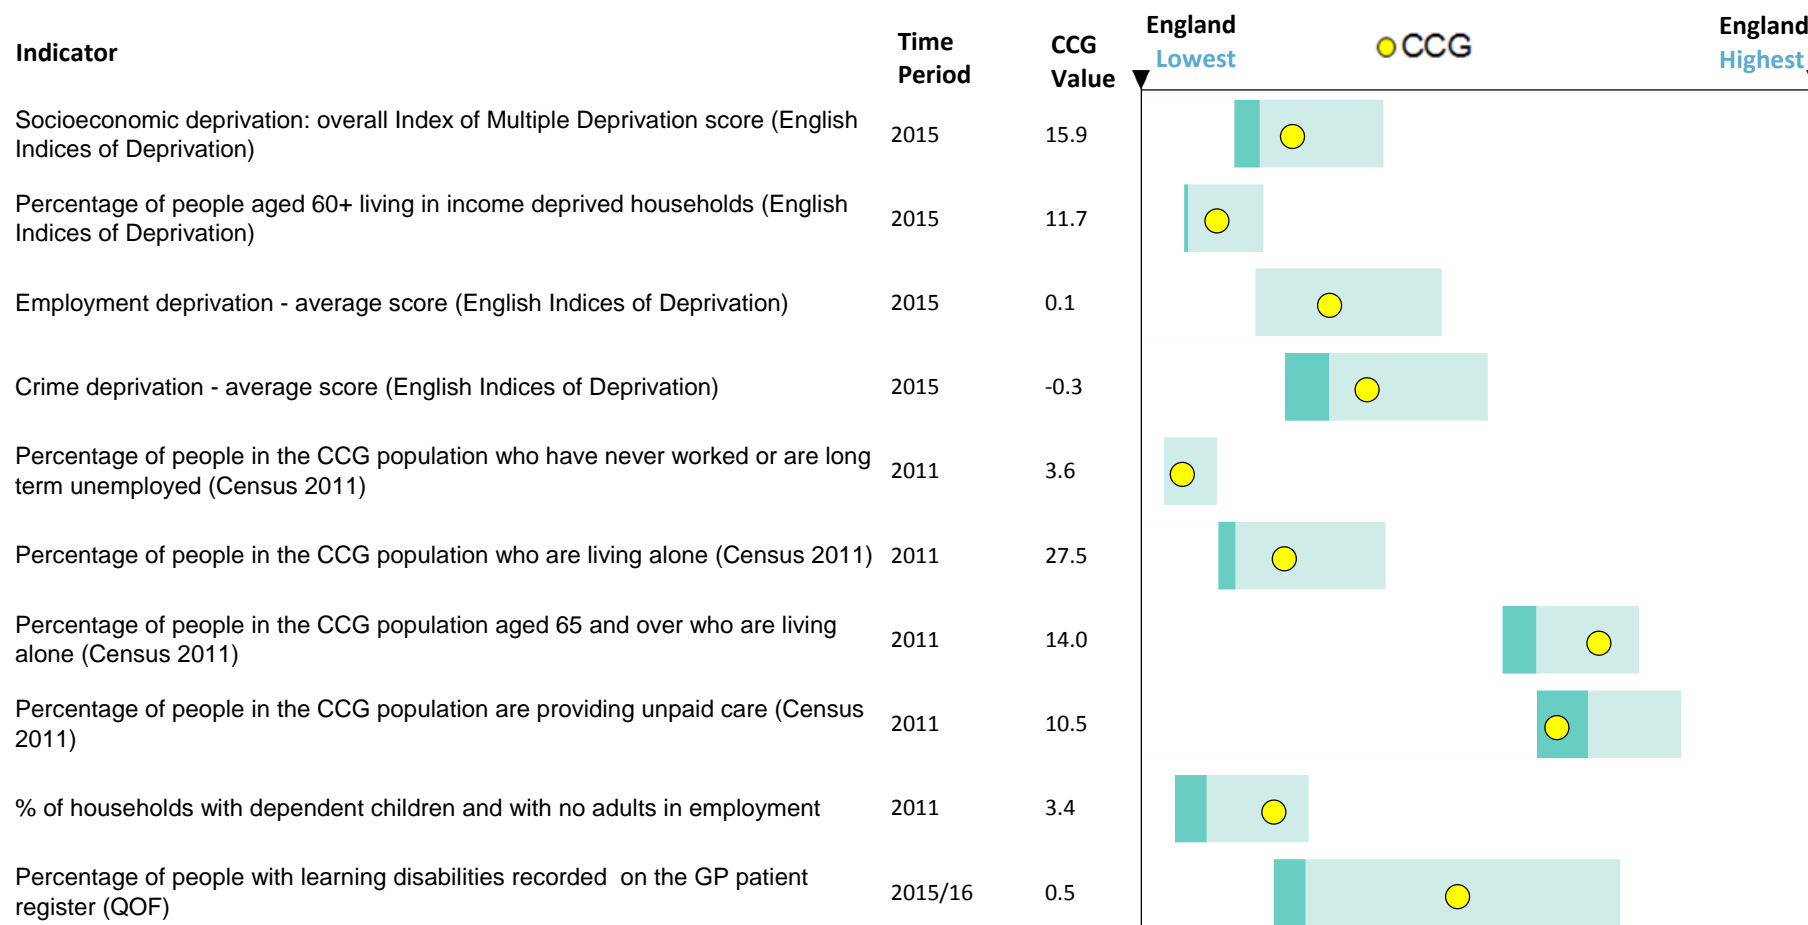 Indicator
Time
Period
CCG
Value
England
Lowest
CCG
England
Highest
Socioeconomic deprivation: overall Index of Multiple Deprivation score (English
Indices of Deprivation)
2015
15.9
Percentage of people aged 60+ living in income deprived households (English
Indices of Deprivation)
2015
11.7
Employment deprivation - average score (English Indices of Deprivation)
2015
0.1
Crime deprivation - average score (English Indices of Deprivation)
2015
-0.3
Percentage of people in the CCG population who have never worked or are long
term unemployed (Census 2011)
2011
3.6
Percentage of people in the CCG population who are living alone (Census 2011)
2011
27.5
Percentage of people in the CCG population aged 65 and over who are living
alone (Census 2011)
2011
14.0
Percentage of people in the CCG population are providing unpaid care (Census
2011)
2011
10.5
% of households with dependent children and with no adults in employment
2011
3.4
Percentage of people with learning disabilities recorded  on the GP patient
register (QOF)
2015/16
0.5